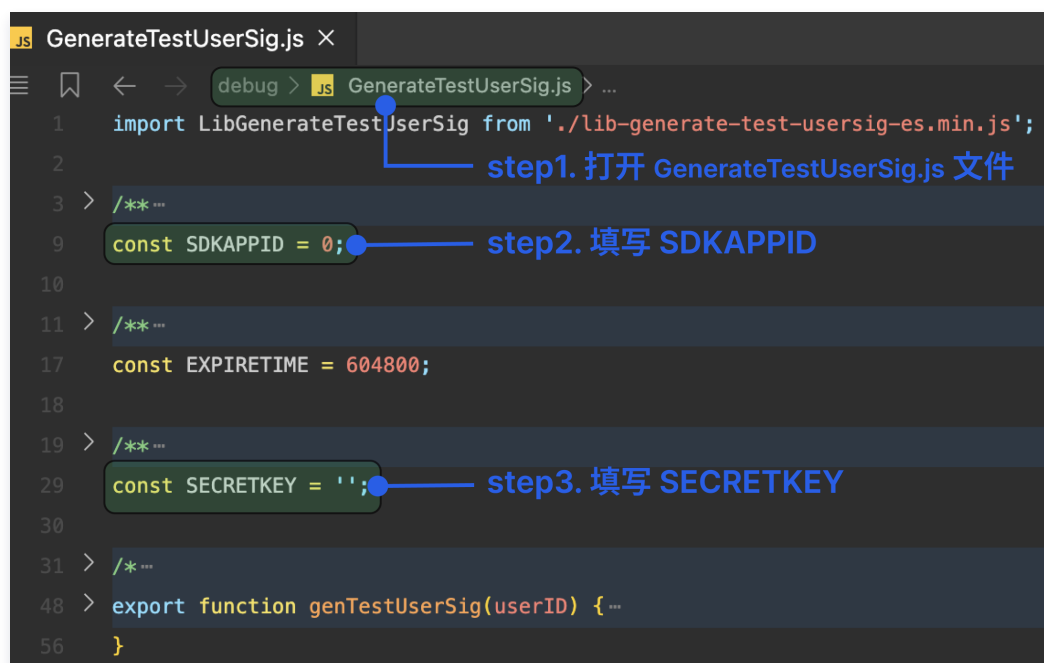 JS GenerateTestUserSig.js ×
debug > JS GenerateTestUserSig.js > ...
1 import LibGenerateTestUserSig from './lib-generate-test-usersig-es.min.js';
2 step1. 打开 GenerateTestUserSig.js 文件
3 > /** ⋯
9 const SDKAPPID = 0; step2. 填写 SDKAPPID
10
11 > /** ⋯
17 const EXPIRETIME = 604800;
18
19 > /** ⋯
29 const SECRETKEY = ''; step3. 填写 SECRETKEY
30
31 > /* ⋯
48 > export function genTestUserSig(userID) { ⋯
56 }